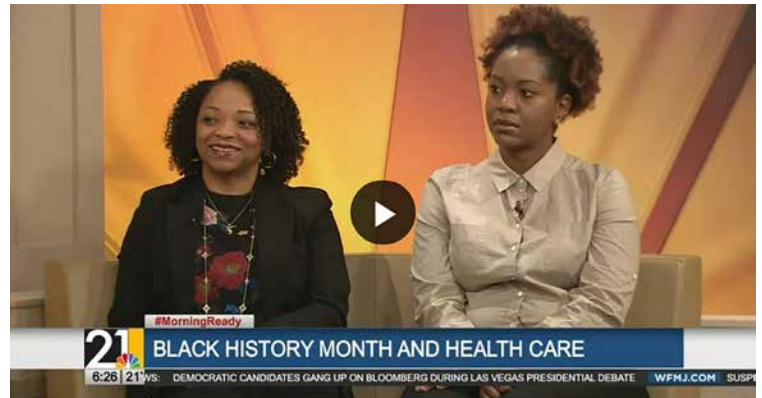 #MorningReady
21
BLACK HISTORY MONTH AND HEALTH CARE
6:26 21 WS: DEMOCRATIC CANDIDATES GANG UP ON BLOOMBERG DURING LAS VEGAS PRESIDENTIAL DEBATE WFMJ.COM SUSP